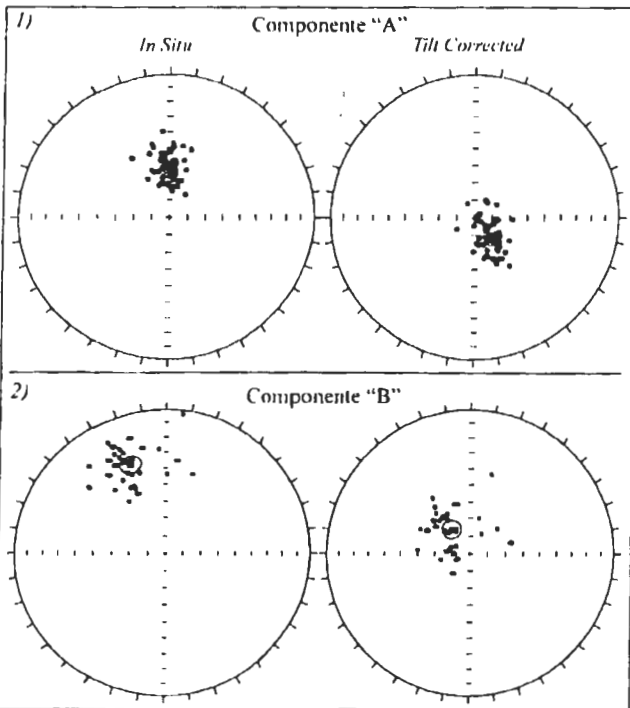 1)
Componente “A”
In Situ
Tilt Corrected
2)
Componente “B”